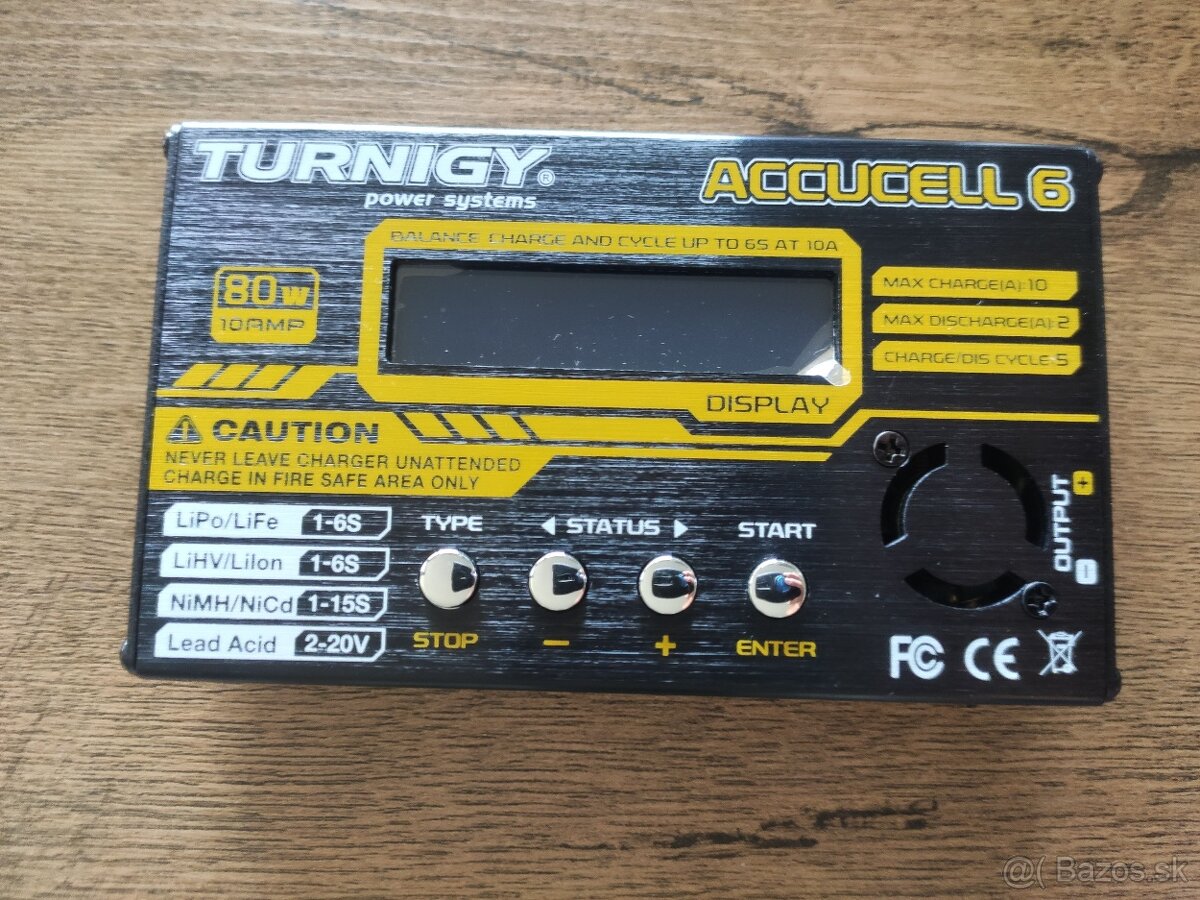 TURNIGY®
power systems
ACCUCELL 6
BALANCE CHARGE AND CYCLE UP TO 6S AT 10A
80W
10AMP
MAX CHARGE(A):10
MAX DISCHARGE(A):2
CHARGE/DIS CYCLE:5
DISPLAY
CAUTION
NEVER LEAVE CHARGER UNATTENDED
CHARGE IN FIRE SAFE AREA ONLY
LiPo/LiFe 1-6S
LiHV/LiIon 1-6S
NiMH/NiCd 1-15S
Lead Acid 2-20V
TYPE
◀ STATUS ▶
START
STOP
−
+
ENTER
OUTPUT
+
−
FC CE
@( Bazos.sk